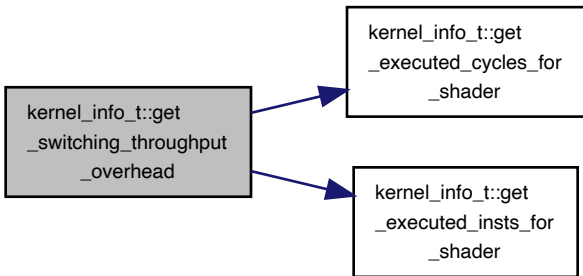 kernel_info_t::get
_switching_throughput
_overhead
kernel_info_t::get
_executed_cycles_for
_shader
kernel_info_t::get
_executed_insts_for
_shader